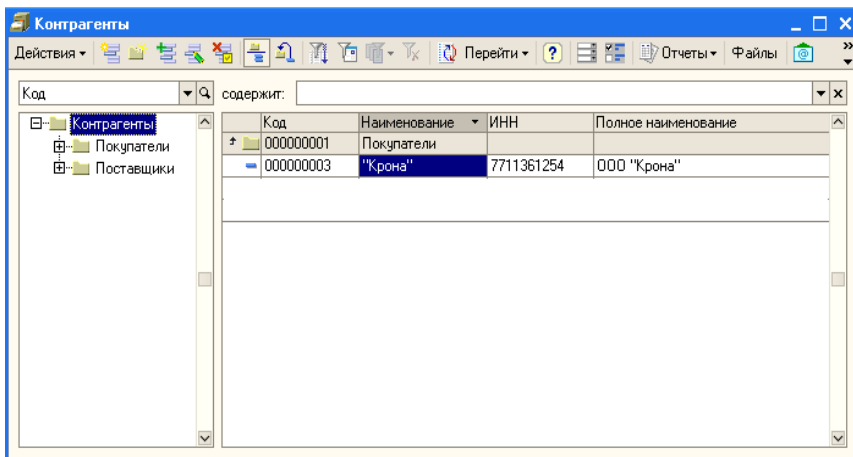 Контрагенты
Действия Перейти ? Отчеты Файлы @ »
Код содержит: x
Контрагенты
Покупатели
Поставщики
Код Наименование ИНН Полное наименование
000000001 Покупатели
000000003 "Крона" 7711361254 ООО "Крона"